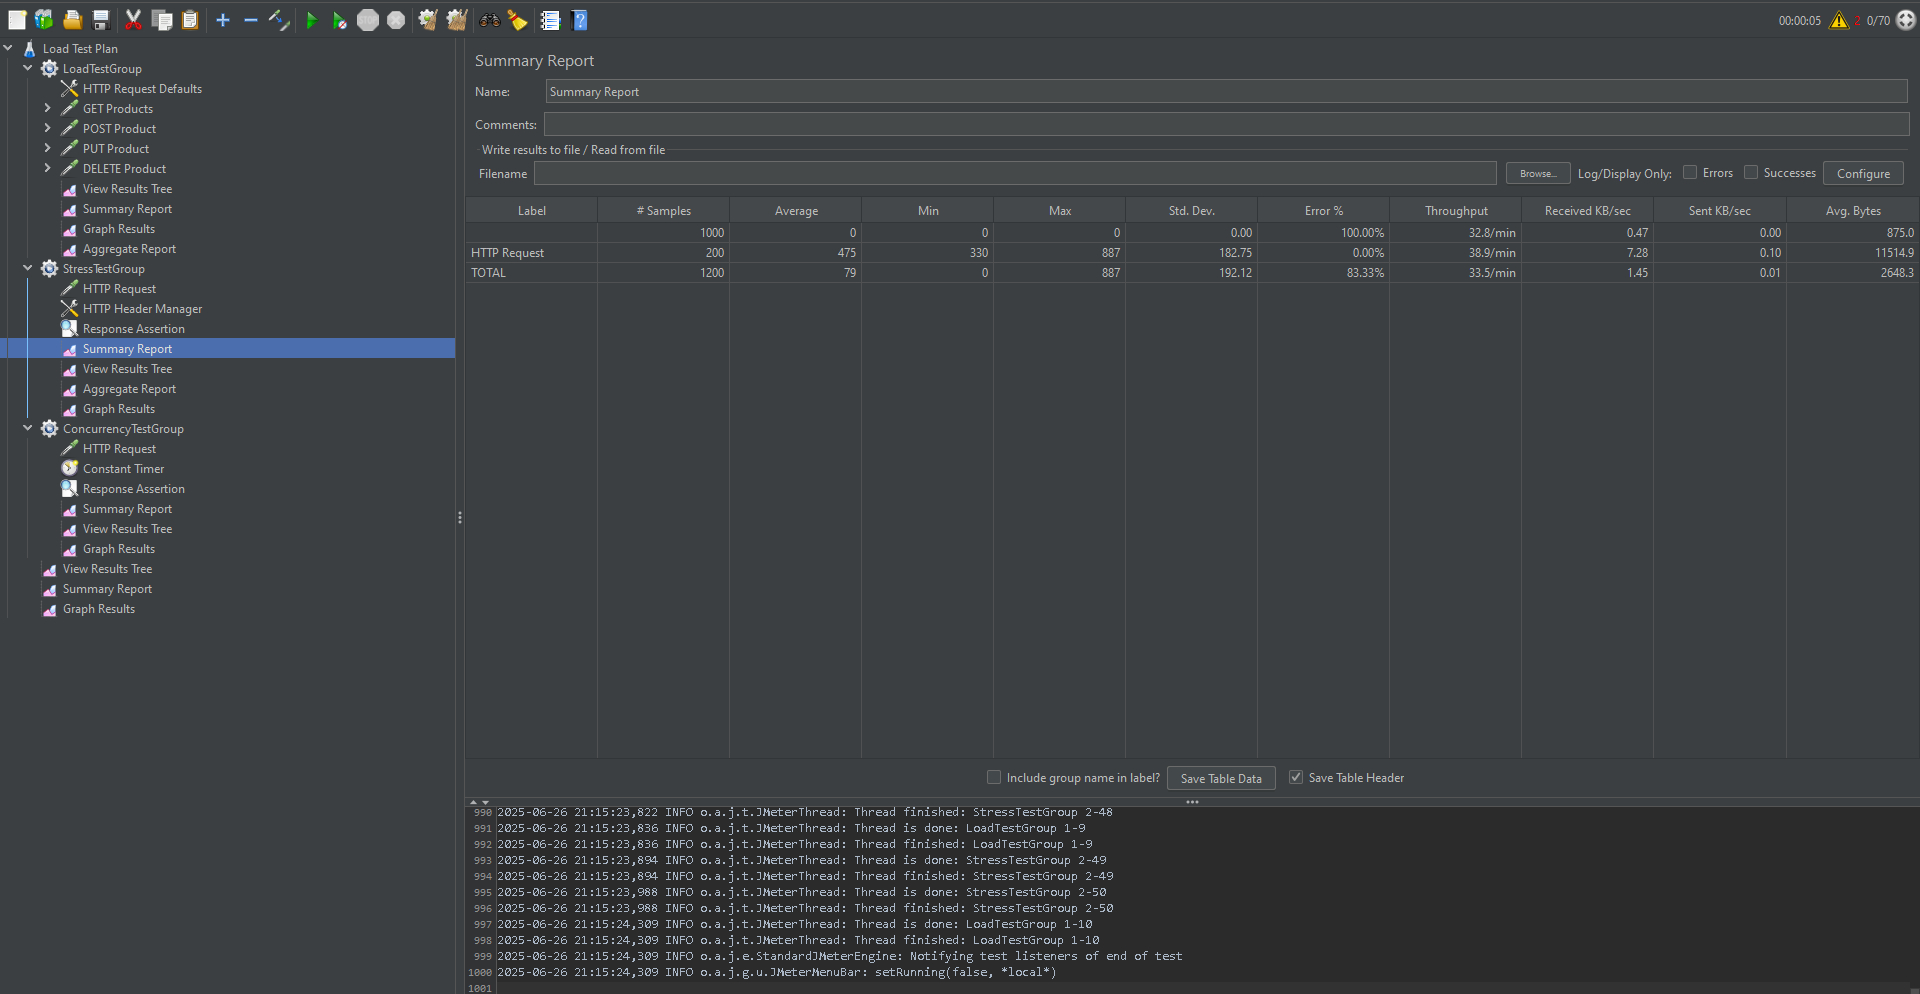 00:00:05 2 0/70
Load Test Plan
LoadTestGroup
HTTP Request Defaults
GET Products
POST Product
PUT Product
DELETE Product
View Results Tree
Summary Report
Graph Results
Aggregate Report
StressTestGroup
HTTP Request
HTTP Header Manager
Response Assertion
Summary Report
View Results Tree
Aggregate Report
Graph Results
ConcurrencyTestGroup
HTTP Request
Constant Timer
Response Assertion
Summary Report
View Results Tree
Graph Results
View Results Tree
Summary Report
Graph Results
Summary Report
Name: Summary Report
Comments:
Write results to file / Read from file
Filename Browse... Log/Display Only: Errors Successes Configure
Label # Samples Average Min Max Std. Dev. Error % Throughput Received KB/sec Sent KB/sec Avg. Bytes
1000 0 0 0 0.00 100.00% 32.8/min 0.47 0.00 875.0
HTTP Request 200 475 330 887 182.75 0.00% 38.9/min 7.28 0.10 11514.9
TOTAL 1200 79 0 887 192.12 83.33% 33.5/min 1.45 0.01 2648.3
Include group name in label? Save Table Data Save Table Header
990 2025-06-26 21:15:23,822 INFO o.a.j.t.JMeterThread: Thread finished: StressTestGroup 2-48
991 2025-06-26 21:15:23,836 INFO o.a.j.t.JMeterThread: Thread is done: LoadTestGroup 1-9
992 2025-06-26 21:15:23,836 INFO o.a.j.t.JMeterThread: Thread finished: LoadTestGroup 1-9
993 2025-06-26 21:15:23,894 INFO o.a.j.t.JMeterThread: Thread is done: StressTestGroup 2-49
994 2025-06-26 21:15:23,894 INFO o.a.j.t.JMeterThread: Thread finished: StressTestGroup 2-49
995 2025-06-26 21:15:23,988 INFO o.a.j.t.JMeterThread: Thread is done: StressTestGroup 2-50
996 2025-06-26 21:15:23,988 INFO o.a.j.t.JMeterThread: Thread finished: StressTestGroup 2-50
997 2025-06-26 21:15:24,309 INFO o.a.j.t.JMeterThread: Thread is done: LoadTestGroup 1-10
998 2025-06-26 21:15:24,309 INFO o.a.j.t.JMeterThread: Thread finished: LoadTestGroup 1-10
999 2025-06-26 21:15:24,309 INFO o.a.j.e.StandardJMeterEngine: Notifying test listeners of end of test
1000 2025-06-26 21:15:24,309 INFO o.a.j.g.u.JMeterMenuBar: setRunning(false, *local*)
1001